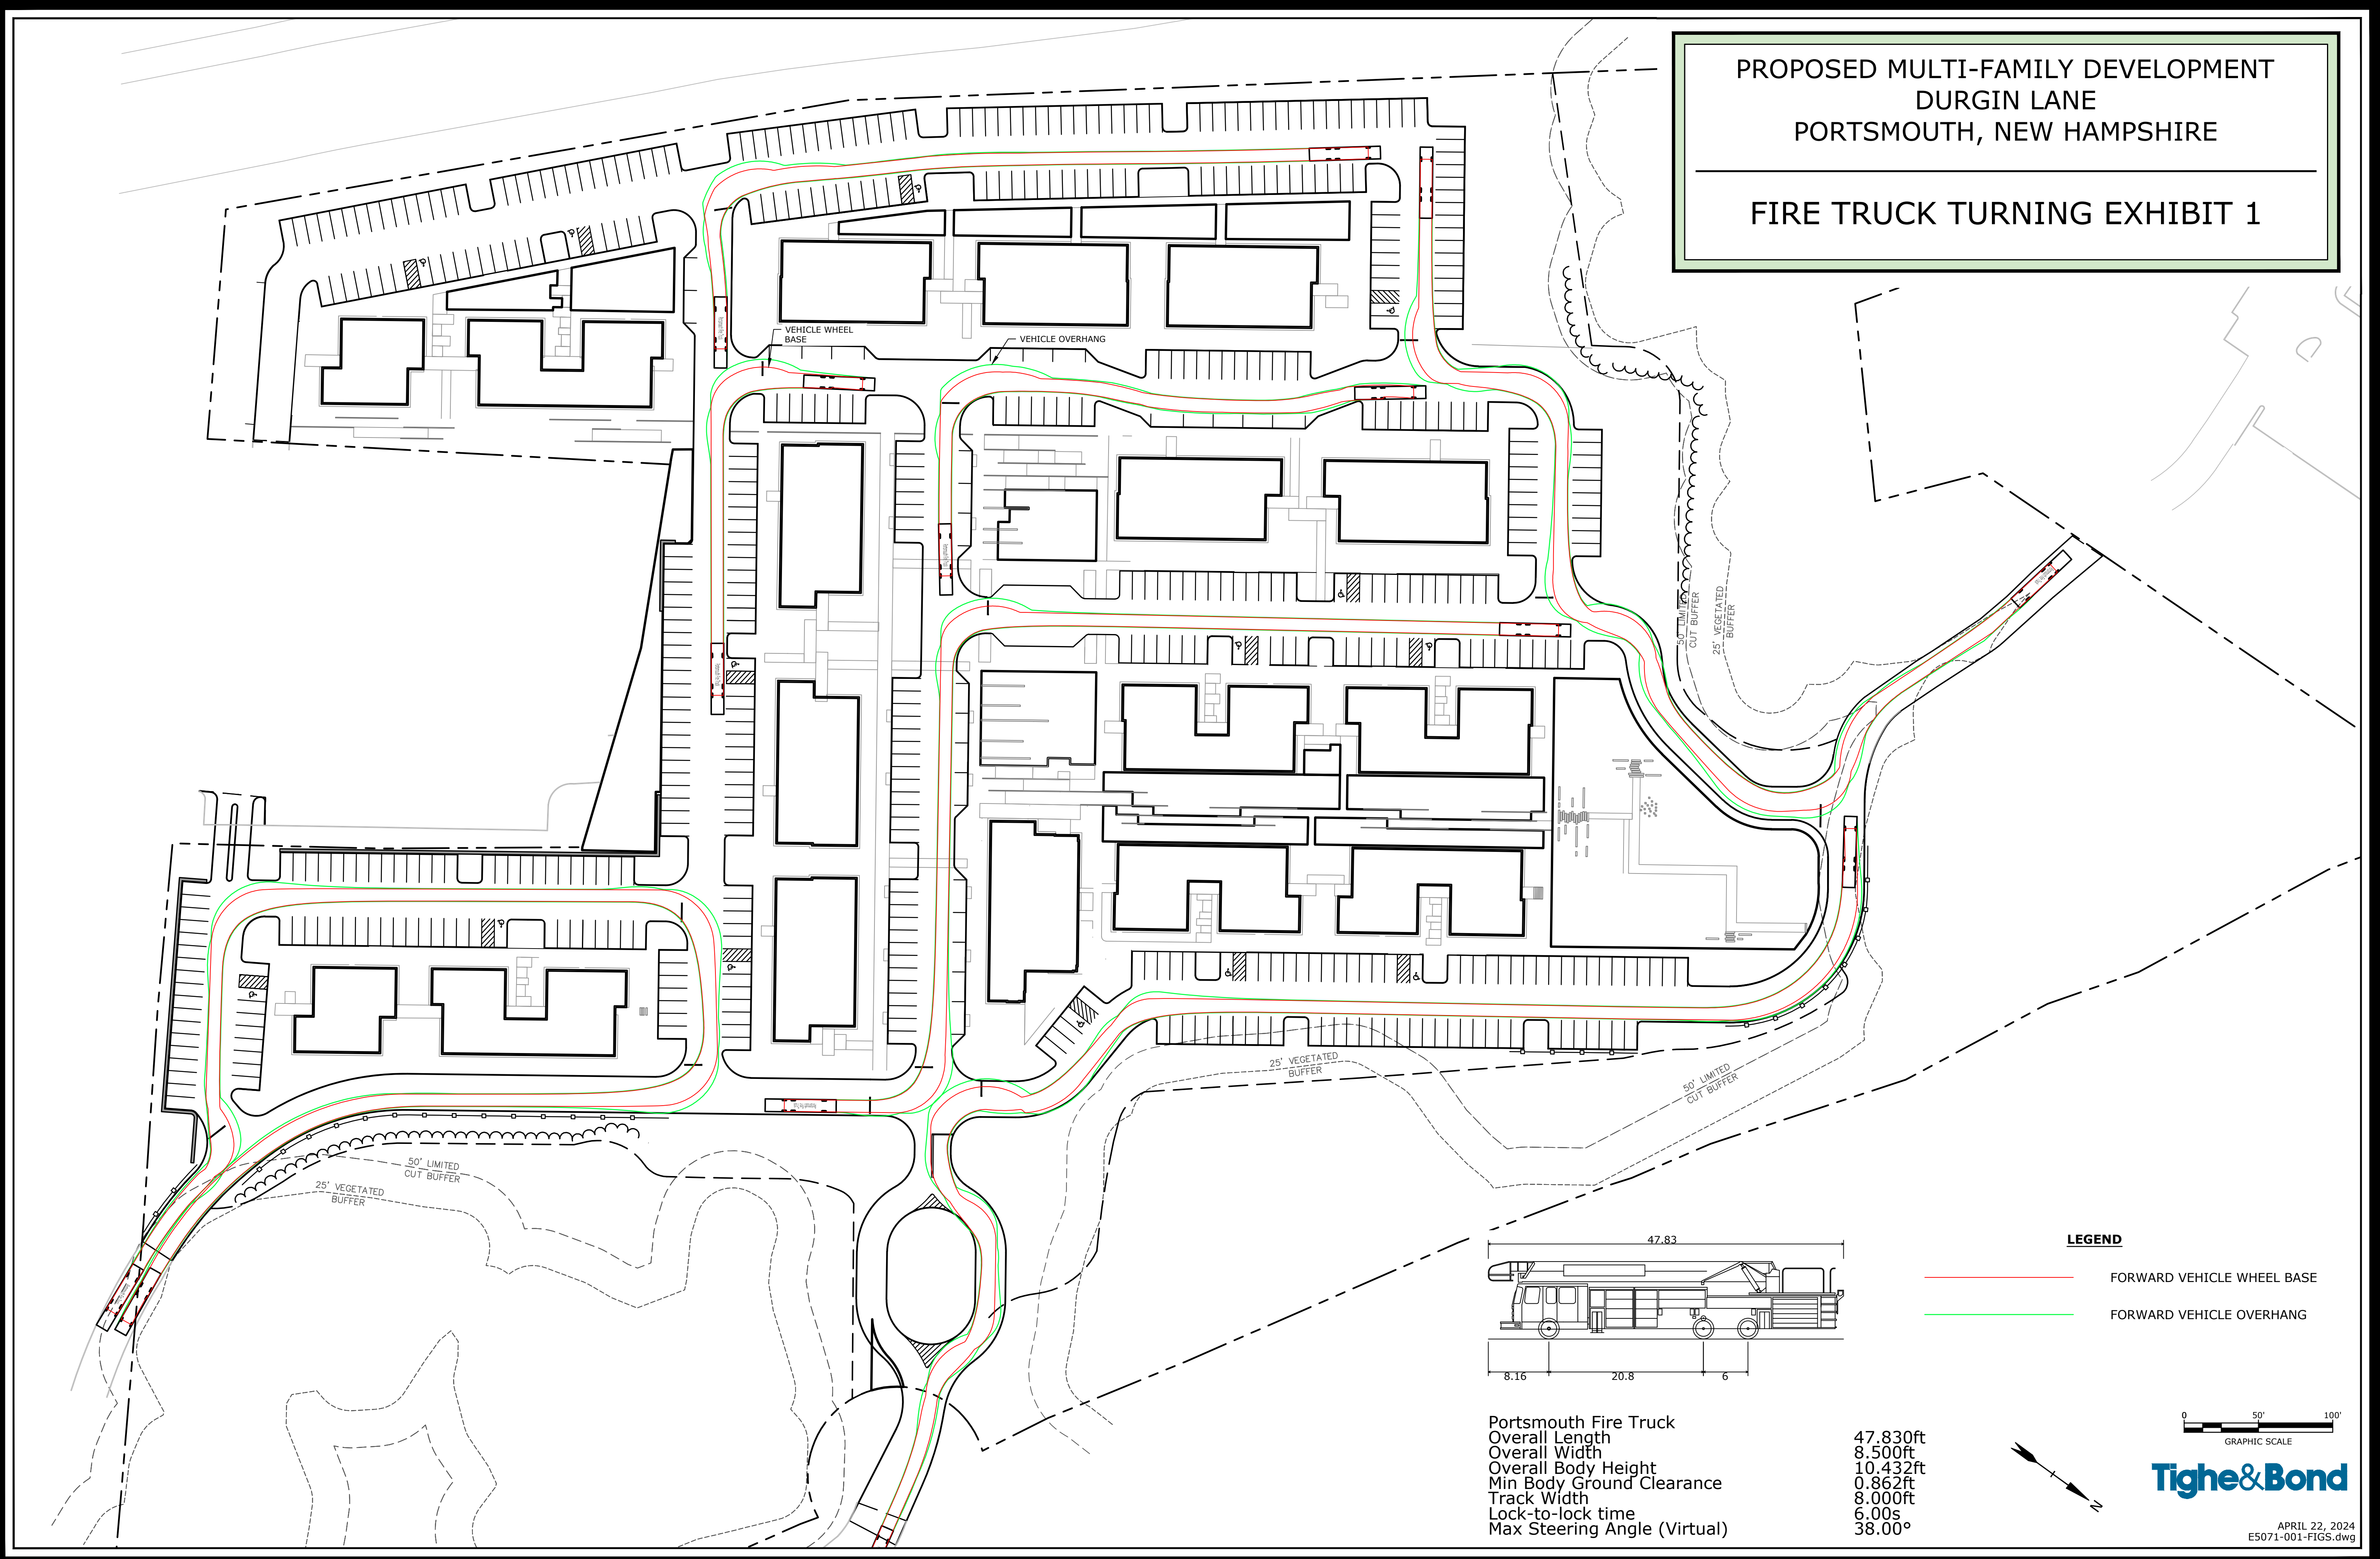 PROPOSED MULTI-FAMILY DEVELOPMENT
DURGIN LANE
PORTSMOUTH, NEW HAMPSHIRE
FIRE TRUCK TURNING EXHIBIT 1
VEHICLE WHEEL
BASE
VEHICLE OVERHANG
50' LIMITED
CUT BUFFER
25' VEGETATED
BUFFER
25' VEGETATED
BUFFER
50' LIMITED
CUT BUFFER
50' LIMITED
CUT BUFFER
25' VEGETATED
BUFFER
47.83
8.16
20.8
6
LEGEND
FORWARD VEHICLE WHEEL BASE
FORWARD VEHICLE OVERHANG
Portsmouth Fire Truck
Overall Length 47.830ft
Overall Width 8.500ft
Overall Body Height 10.432ft
Min Body Ground Clearance 0.862ft
Track Width 8.000ft
Lock-to-lock time 6.00s
Max Steering Angle (Virtual) 38.00°
N
0 50' 100'
GRAPHIC SCALE
Tighe&Bond
APRIL 22, 2024
E5071-001-FIGS.dwg